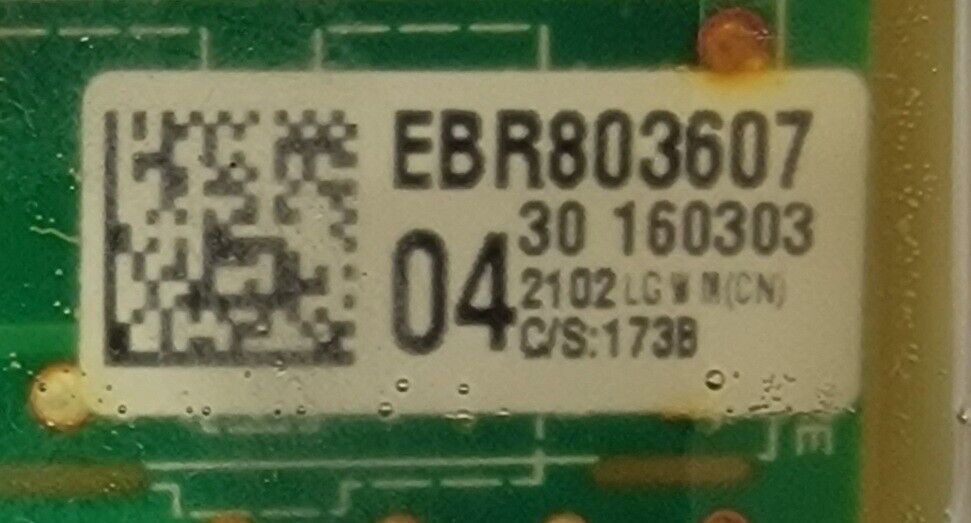 EBR803607
04 30 160303
2102 LG W M(CN)
C/S:173B
E